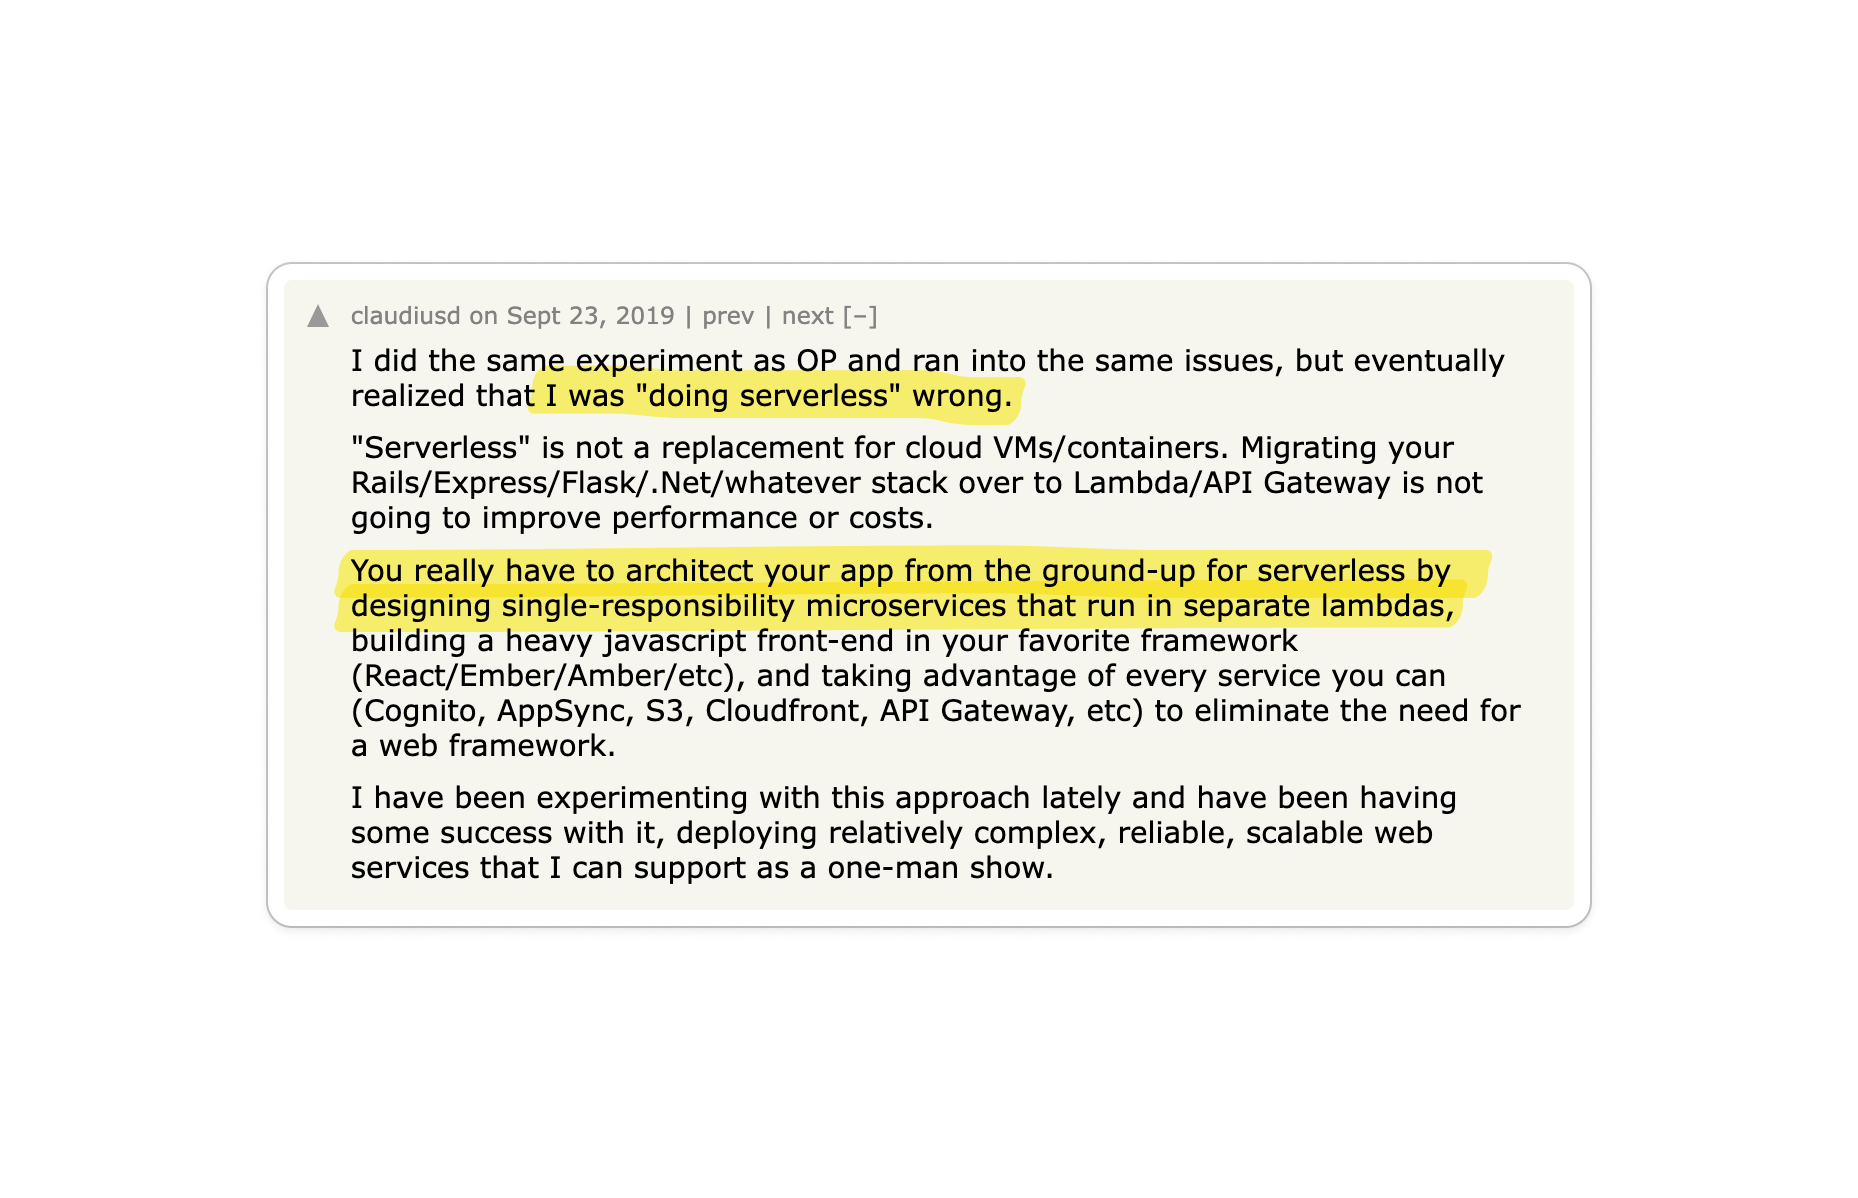 ▲ claudiusd on Sept 23, 2019 | prev | next [–]
I did the same experiment as OP and ran into the same issues, but eventually
realized that I was "doing serverless" wrong.
"Serverless" is not a replacement for cloud VMs/containers. Migrating your
Rails/Express/Flask/.Net/whatever stack over to Lambda/API Gateway is not
going to improve performance or costs.
You really have to architect your app from the ground-up for serverless by
designing single-responsibility microservices that run in separate lambdas,
building a heavy javascript front-end in your favorite framework
(React/Ember/Amber/etc), and taking advantage of every service you can
(Cognito, AppSync, S3, Cloudfront, API Gateway, etc) to eliminate the need for
a web framework.
I have been experimenting with this approach lately and have been having
some success with it, deploying relatively complex, reliable, scalable web
services that I can support as a one-man show.